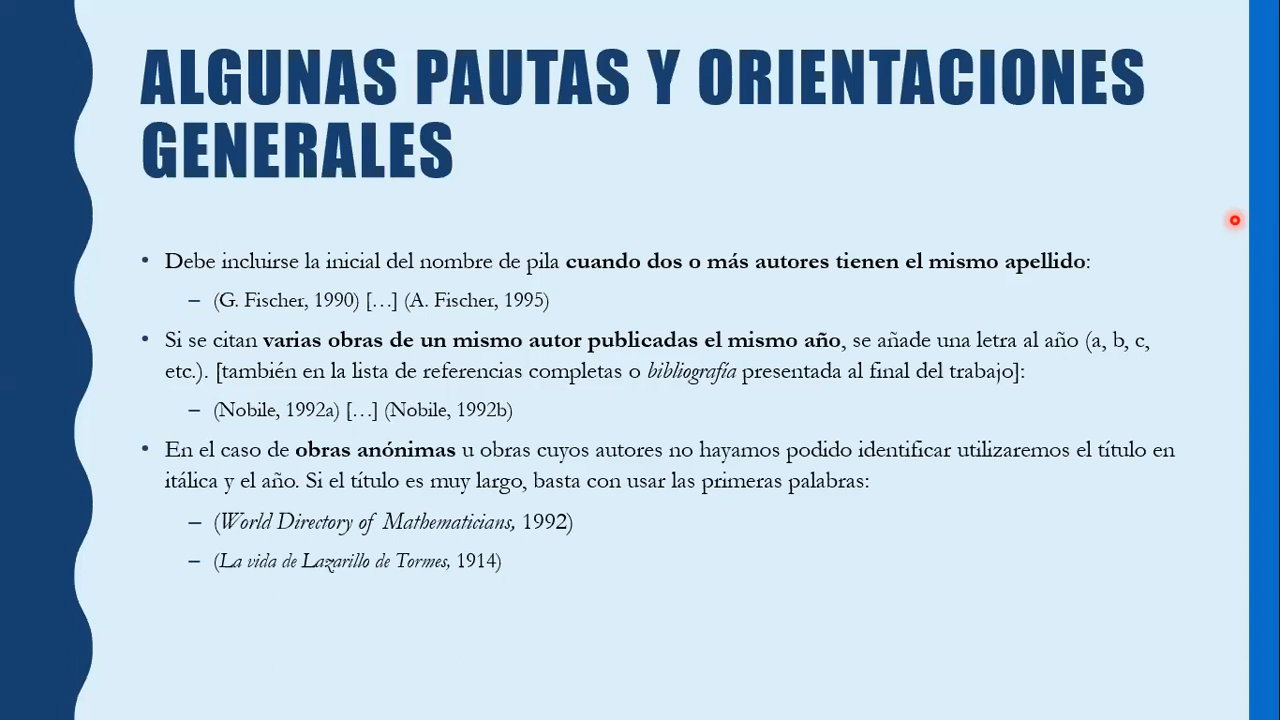 ALGUNAS PAUTAS Y ORIENTACIONES
GENERALES
• Debe incluirse la inicial del nombre de pila cuando dos o más autores tienen el mismo apellido:
– (G. Fischer, 1990) […] (A. Fischer, 1995)
• Si se citan varias obras de un mismo autor publicadas el mismo año, se añade una letra al año (a, b, c,
etc.). [también en la lista de referencias completas o bibliografía presentada al final del trabajo]:
– (Nobile, 1992a) […] (Nobile, 1992b)
• En el caso de obras anónimas u obras cuyos autores no hayamos podido identificar utilizaremos el título en
itálica y el año. Si el título es muy largo, basta con usar las primeras palabras:
– (World Directory of Mathematicians, 1992)
– (La vida de Lazarillo de Tormes, 1914)